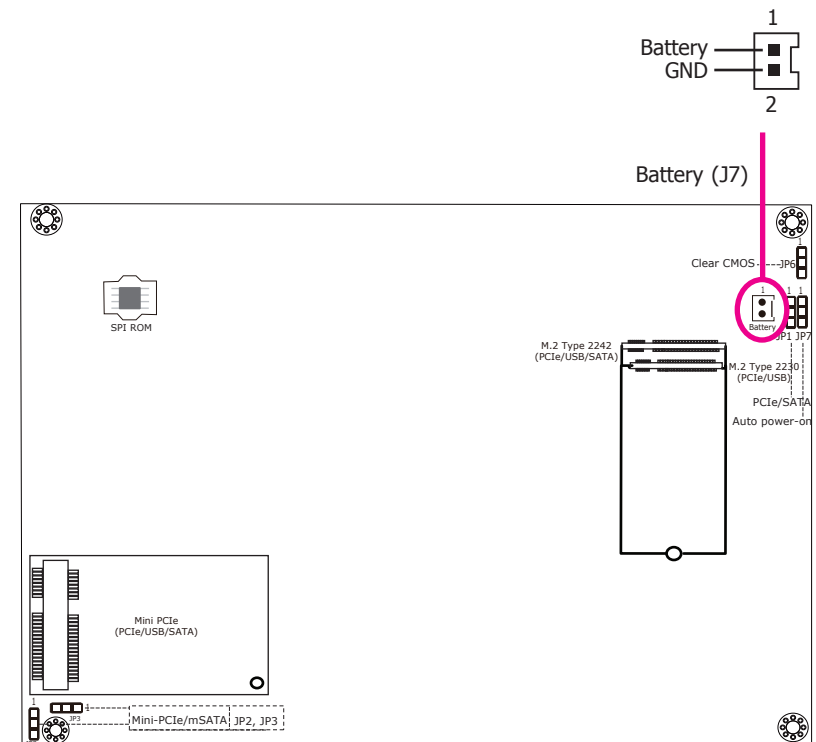 1
Battery
GND
2
Battery (J7)
1
Clear CMOS
JP6
1
1 1
Battery
JP1 JP7
SPI ROM
M.2 Type 2242
(PCIe/USB/SATA)
M.2 Type 2230
(PCIe/USB)
PCIe/SATA
Auto power-on
Mini PCIe
(PCIe/USB/SATA)
1
1
JP3
Mini-PCIe/mSATA JP2, JP3